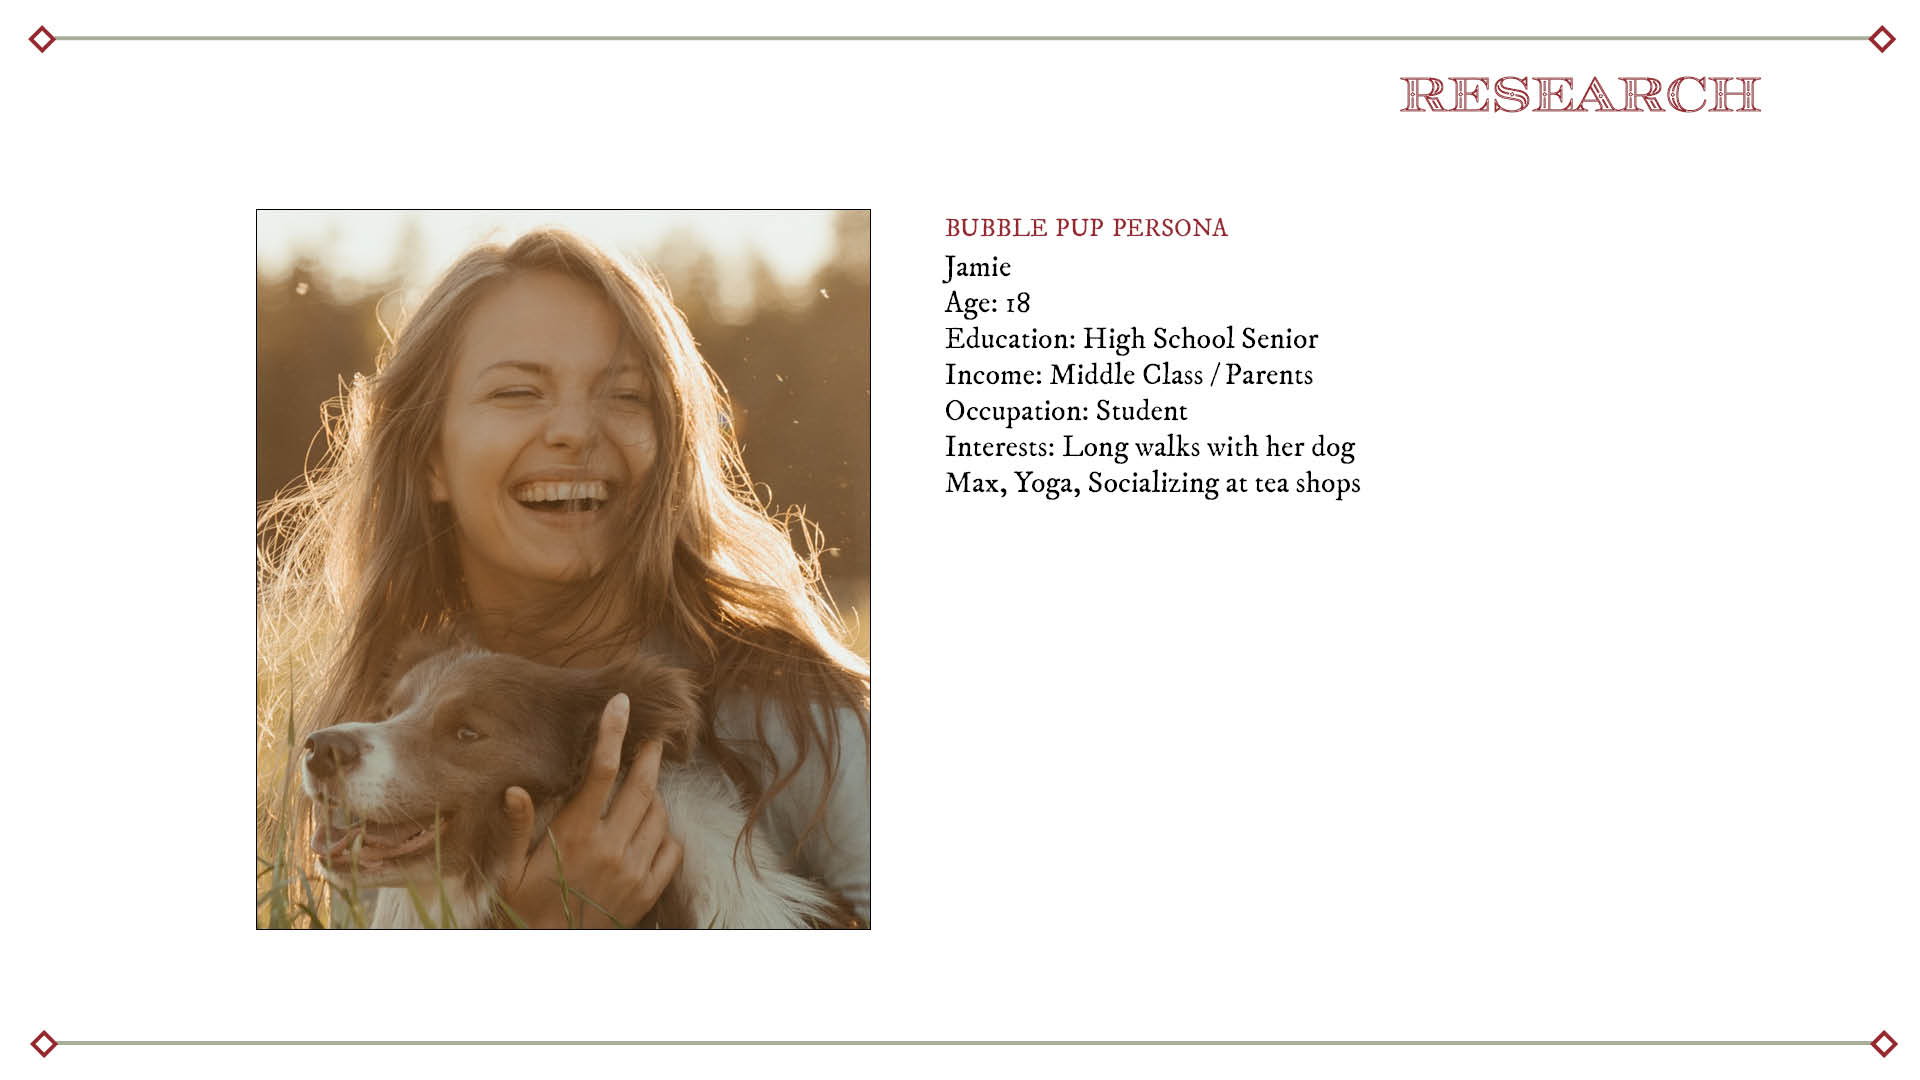 RESEARCH
BUBBLE PUP PERSONA
Jamie
Age: 18
Education: High School Senior
Income: Middle Class / Parents
Occupation: Student
Interests: Long walks with her dog
Max, Yoga, Socializing at tea shops